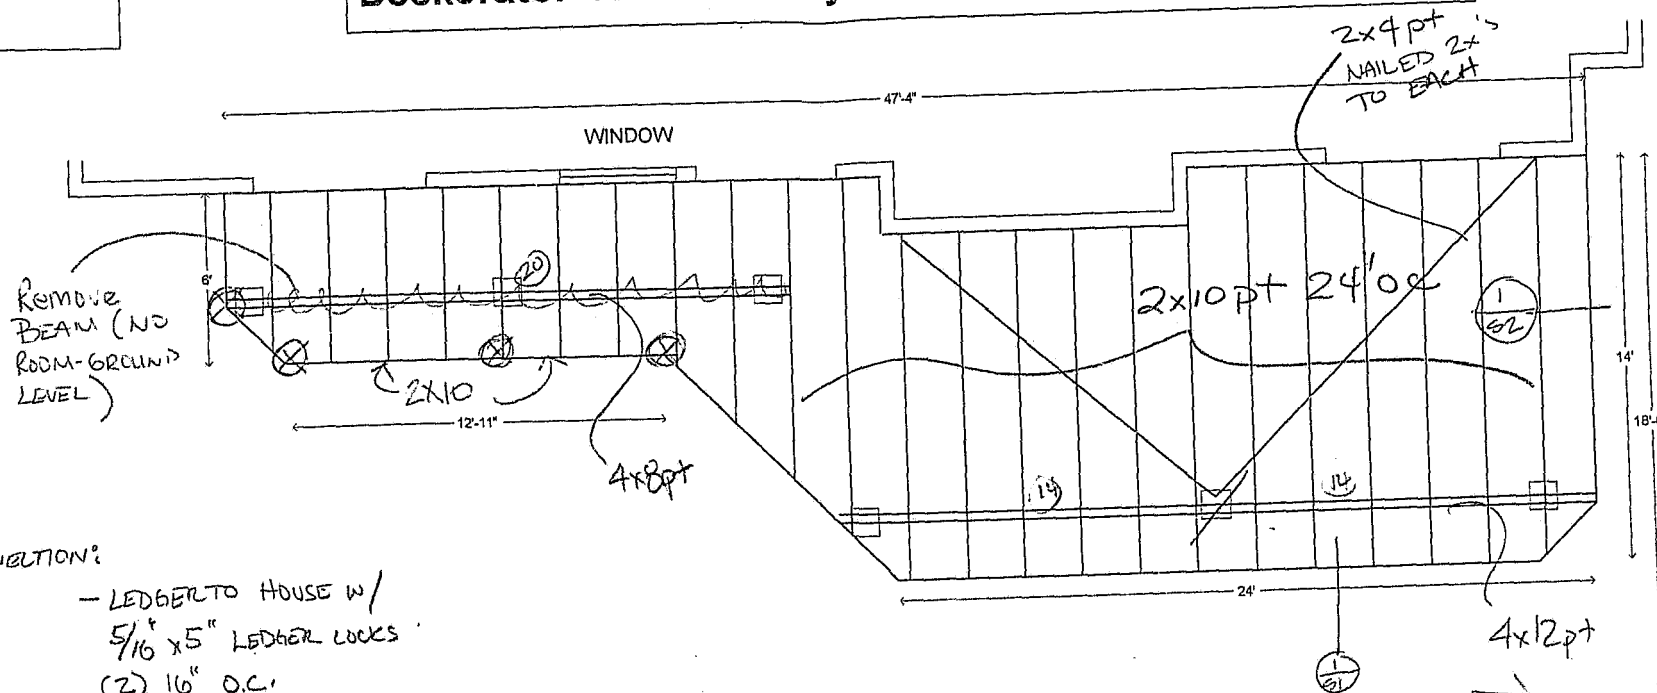 47'-4"
2x4 pt
NAILED 2x's
TO EACH
WINDOW
6'
20
Remove
BEAM (NO
ROOM-GROUND
LEVEL)
2X10
12'-11"
4x8pt
2x10 pt 24'oc
1
S2
14'
14
14
24'
4x12pt
1
S1
- LEDGER TO HOUSE W/
5/16" x 5" LEDGER LOCKS
(2) 16" O.C.